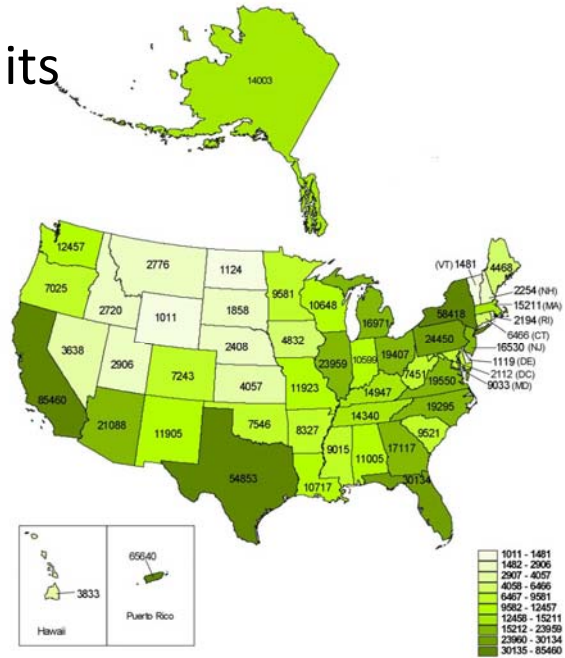 its
14003
12457
2776
1124
(VT) 1481
4468
7025
2720
1011
1858
9581
10648
16971
58418
2254 (NH)
15211 (MA)
2194 (RI)
6466 (CT)
16530 (NJ)
1119 (DE)
2112 (DC)
9033 (MD)
3638
2906
7243
2408
4832
23959
10599
19407
24450
7451
19550
85460
21088
11905
4057
11923
14947
19295
7546
8327
14340
9521
54853
10717
9015
11005
17117
30134
3833
Hawaii
65640
Puerto Rico
1011 - 1481
1482 - 2906
2907 - 4057
4058 - 6466
6467 - 9581
9582 - 12457
12458 - 15211
15212 - 23959
23960 - 30134
30135 - 85460